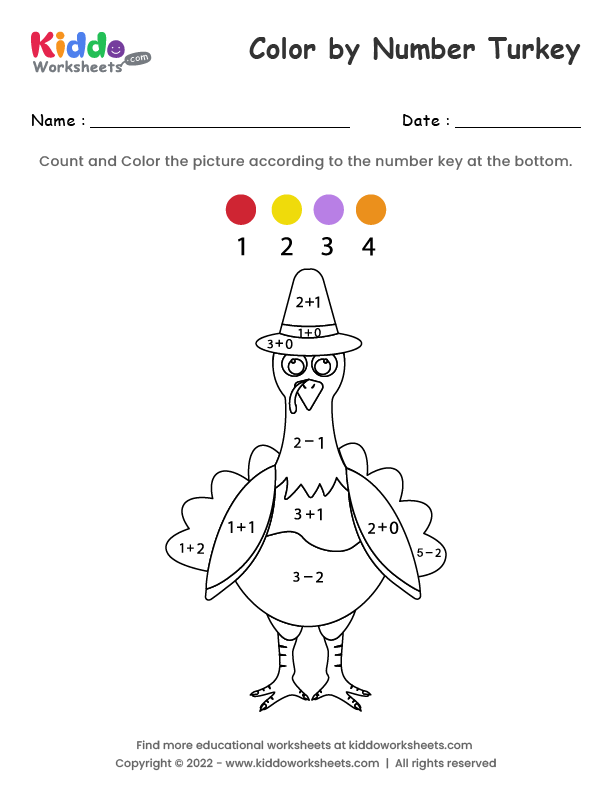 Kiddo
Worksheets .com
Color by Number Turkey
Name : Date :
Count and Color the picture according to the number key at the bottom.
1 2 3 4
2+1
1+0
3+0
2-1
3+1
1+1 2+0
1+2 5-2
3-2
Find more educational worksheets at kiddoworksheets.com
Copyright © 2022 - www.kiddoworksheets.com | All rights reserved